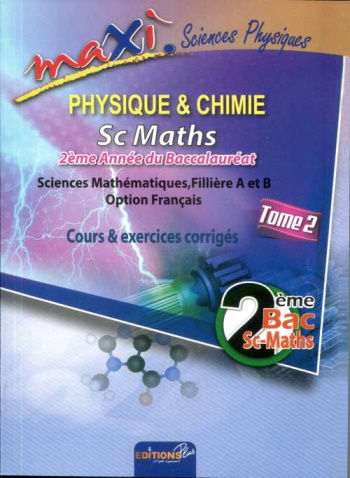 maxi. Sciences Physiques
PHYSIQUE & CHIMIE
Sc Maths
2ème Année du Baccalauréat
Sciences Mathématiques,Fillière A et B
Option Français
Tome 2
Cours & exercices corrigés
2ème
Bac
Sc-Maths
EDITIONS Plus